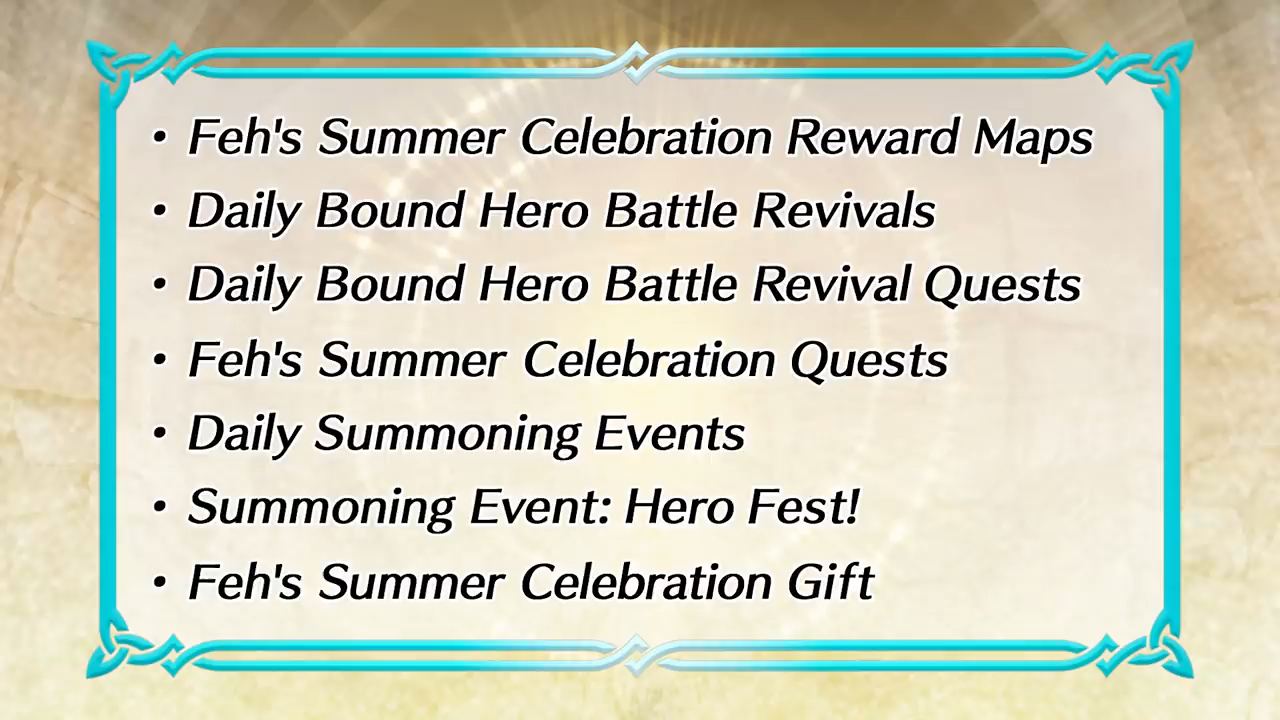 • Feh's Summer Celebration Reward Maps
• Daily Bound Hero Battle Revivals
• Daily Bound Hero Battle Revival Quests
• Feh's Summer Celebration Quests
• Daily Summoning Events
• Summoning Event: Hero Fest!
• Feh's Summer Celebration Gift